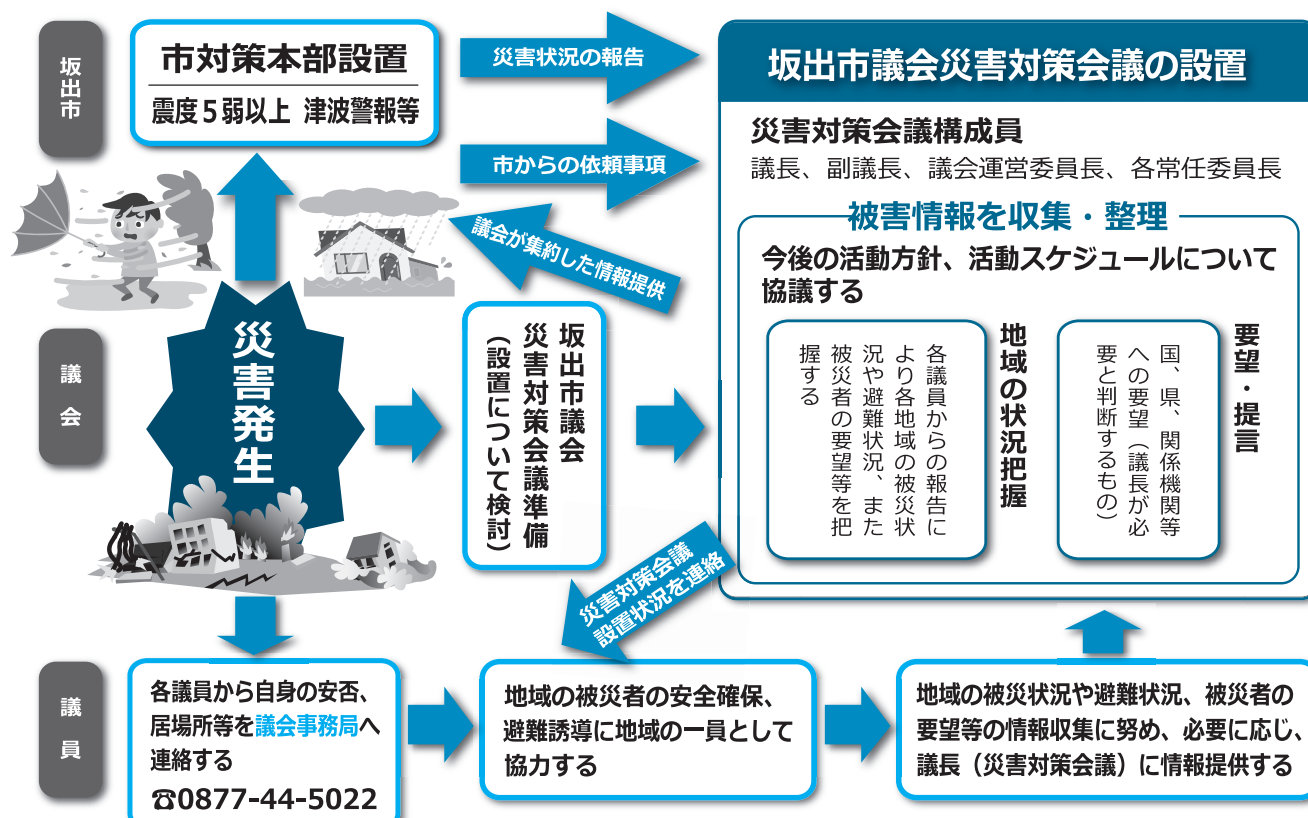 坂出市
市対策本部設置
震度5弱以上 津波警報等
災害状況の報告
市からの依頼事項
議会が集約した情報提供
坂出市議会災害対策会議の設置
災害対策会議構成員
議長、副議長、議会運営委員長、各常任委員長
被害情報を収集・整理
今後の活動方針、活動スケジュールについて
協議する
要望・提言
国、県、関係機関等
への要望（議長が必
要と判断するもの）
地域の状況把握
各議員からの報告に
より各地域の被災状
況や避難状況、また
被災者の要望等を把
握する
議会
災害発生
坂出市議会
災害対策会議準備
（設置について検討）
災害対策会議
設置状況を連絡
議員
各議員から自身の安否、
居場所等を議会事務局へ
連絡する
☎0877-44-5022
地域の被災者の安全確保、
避難誘導に地域の一員として
協力する
地域の被災状況や避難状況、被災者の
要望等の情報収集に努め、必要に応じ、
議長（災害対策会議）に情報提供する